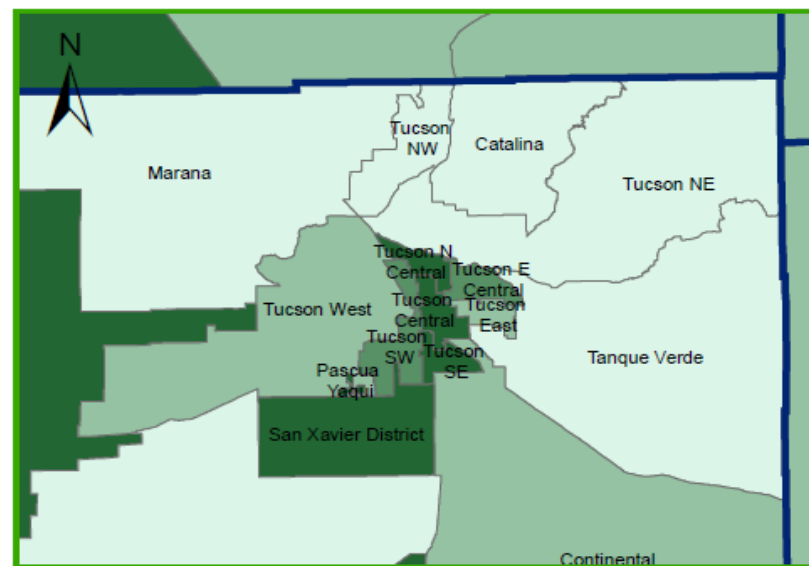 N
Tucson
NW
Catalina
Marana
Tucson NE
Tucson N
Central
Tucson E
Central
Tucson West
Tucson
Central
Tucson
East
Tucson
SW
Tucson
SE
Tanque Verde
Pascua
Yaqui
San Xavier District
Continental